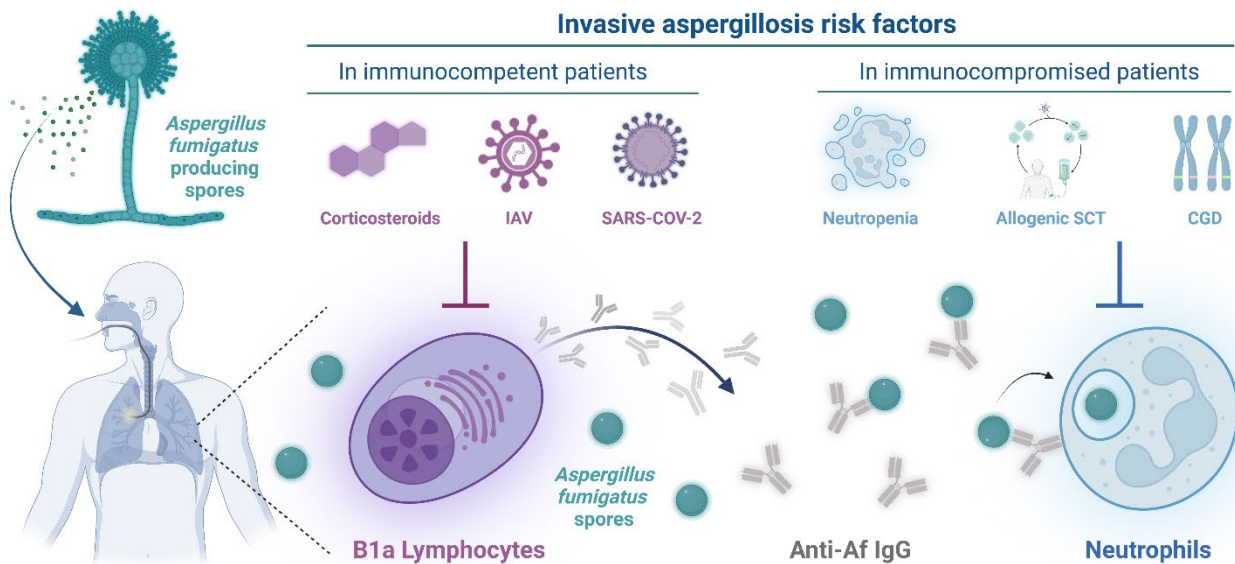 Invasive aspergillosis risk factors
In immunocompetent patients
In immunocompromised patients
Aspergillus
fumigatus
producing
spores
Corticosteroids
IAV
SARS-COV-2
Neutropenia
Allogenic SCT
CGD
Aspergillus
fumigatus
spores
B1a Lymphocytes
Anti-Af IgG
Neutrophils